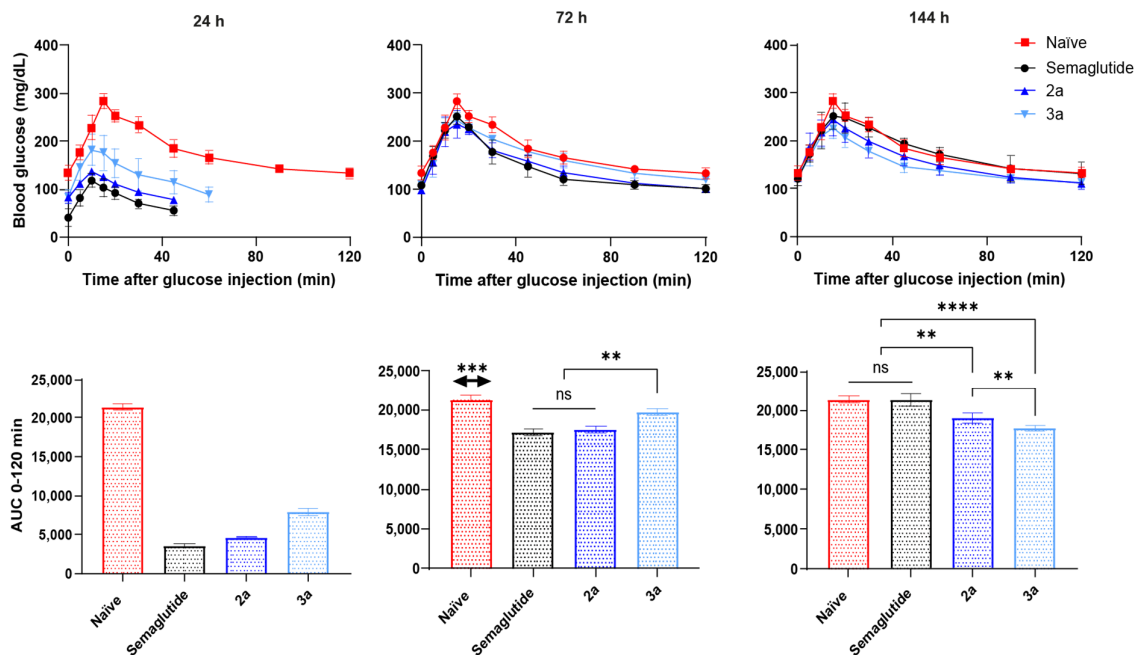 24 h
72 h
144 h
Blood glucose (mg/dL)
400
300
200
100
0
0
40
80
120
Time after glucose injection (min)
400
300
200
100
0
0
40
80
120
Time after glucose injection (min)
400
300
200
100
0
0
40
80
120
Time after glucose injection (min)
Naïve
Semaglutide
2a
3a
AUC 0-120 min
25,000
20,000
15,000
10,000
5,000
0
Naïve
Semaglutide
2a
3a
25,000
20,000
15,000
10,000
5,000
0
***
ns
**
Naïve
Semaglutide
2a
3a
25,000
20,000
15,000
10,000
5,000
0
****
**
ns
**
Naïve
Semaglutide
2a
3a